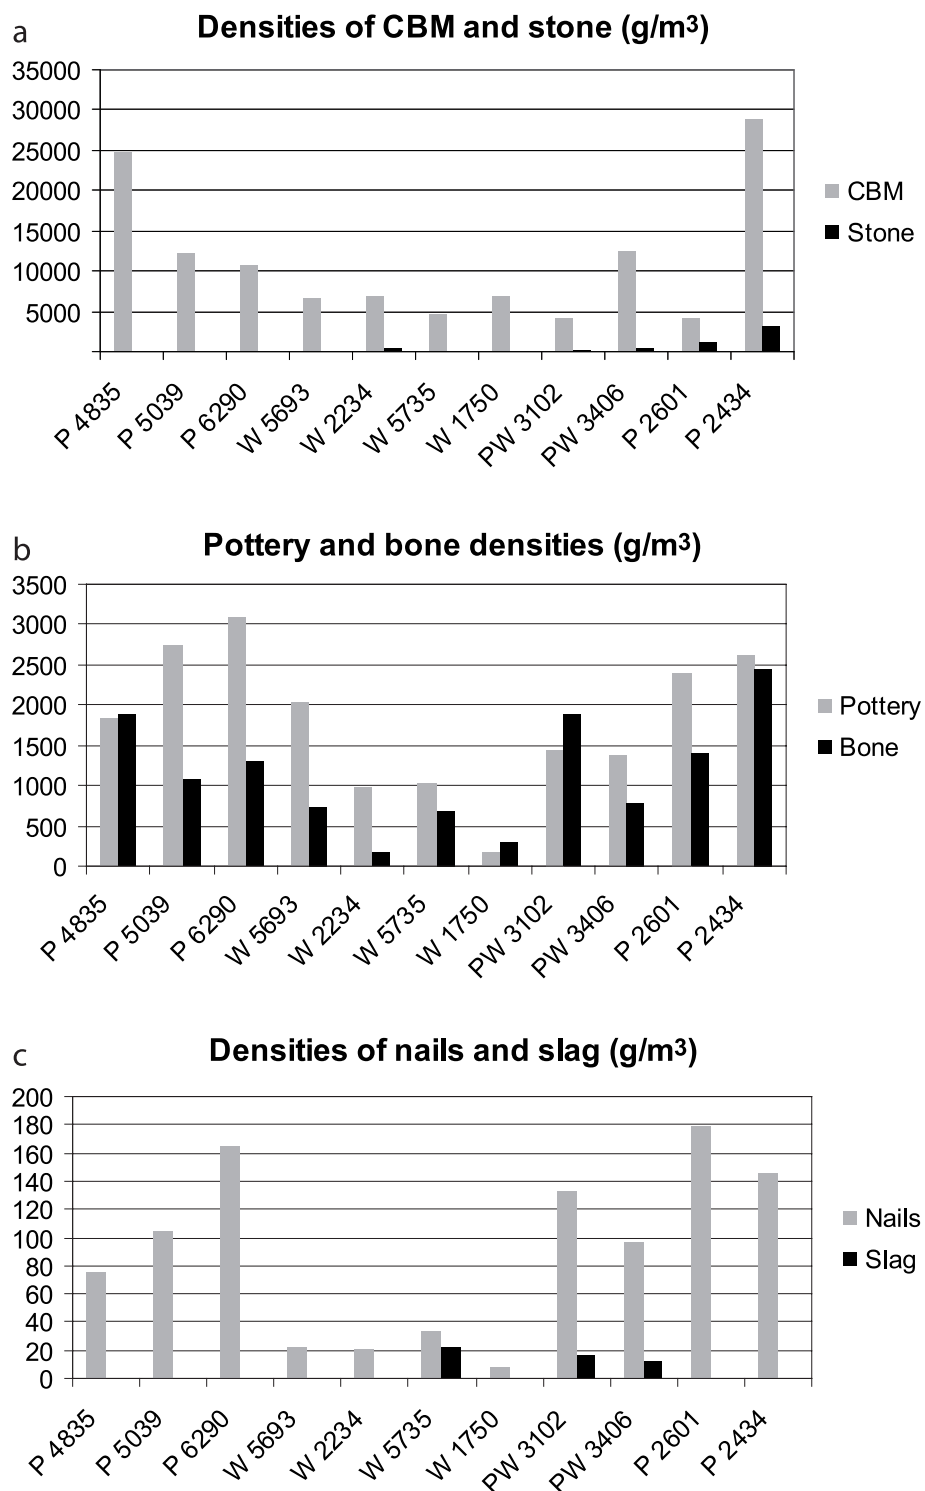 a
Densities of CBM and stone (g/m3)
35000
30000
25000
20000
15000
10000
5000
CBM
Stone
P 4835
P 5039
P 6290
W 5693
W 2234
W 5735
W 1750
PW 3102
PW 3406
P 2601
P 2434
b
Pottery and bone densities (g/m3)
3500
3000
2500
2000
1500
1000
500
0
Pottery
Bone
P 4835
P 5039
P 6290
W 5693
W 2234
W 5735
W 1750
PW 3102
PW 3406
P 2601
P 2434
c
Densities of nails and slag (g/m3)
200
180
160
140
120
100
80
60
40
20
0
Nails
Slag
P 4835
P 5039
P 6290
W 5693
W 2234
W 5735
W 1750
PW 3102
PW 3406
P 2601
P 2434